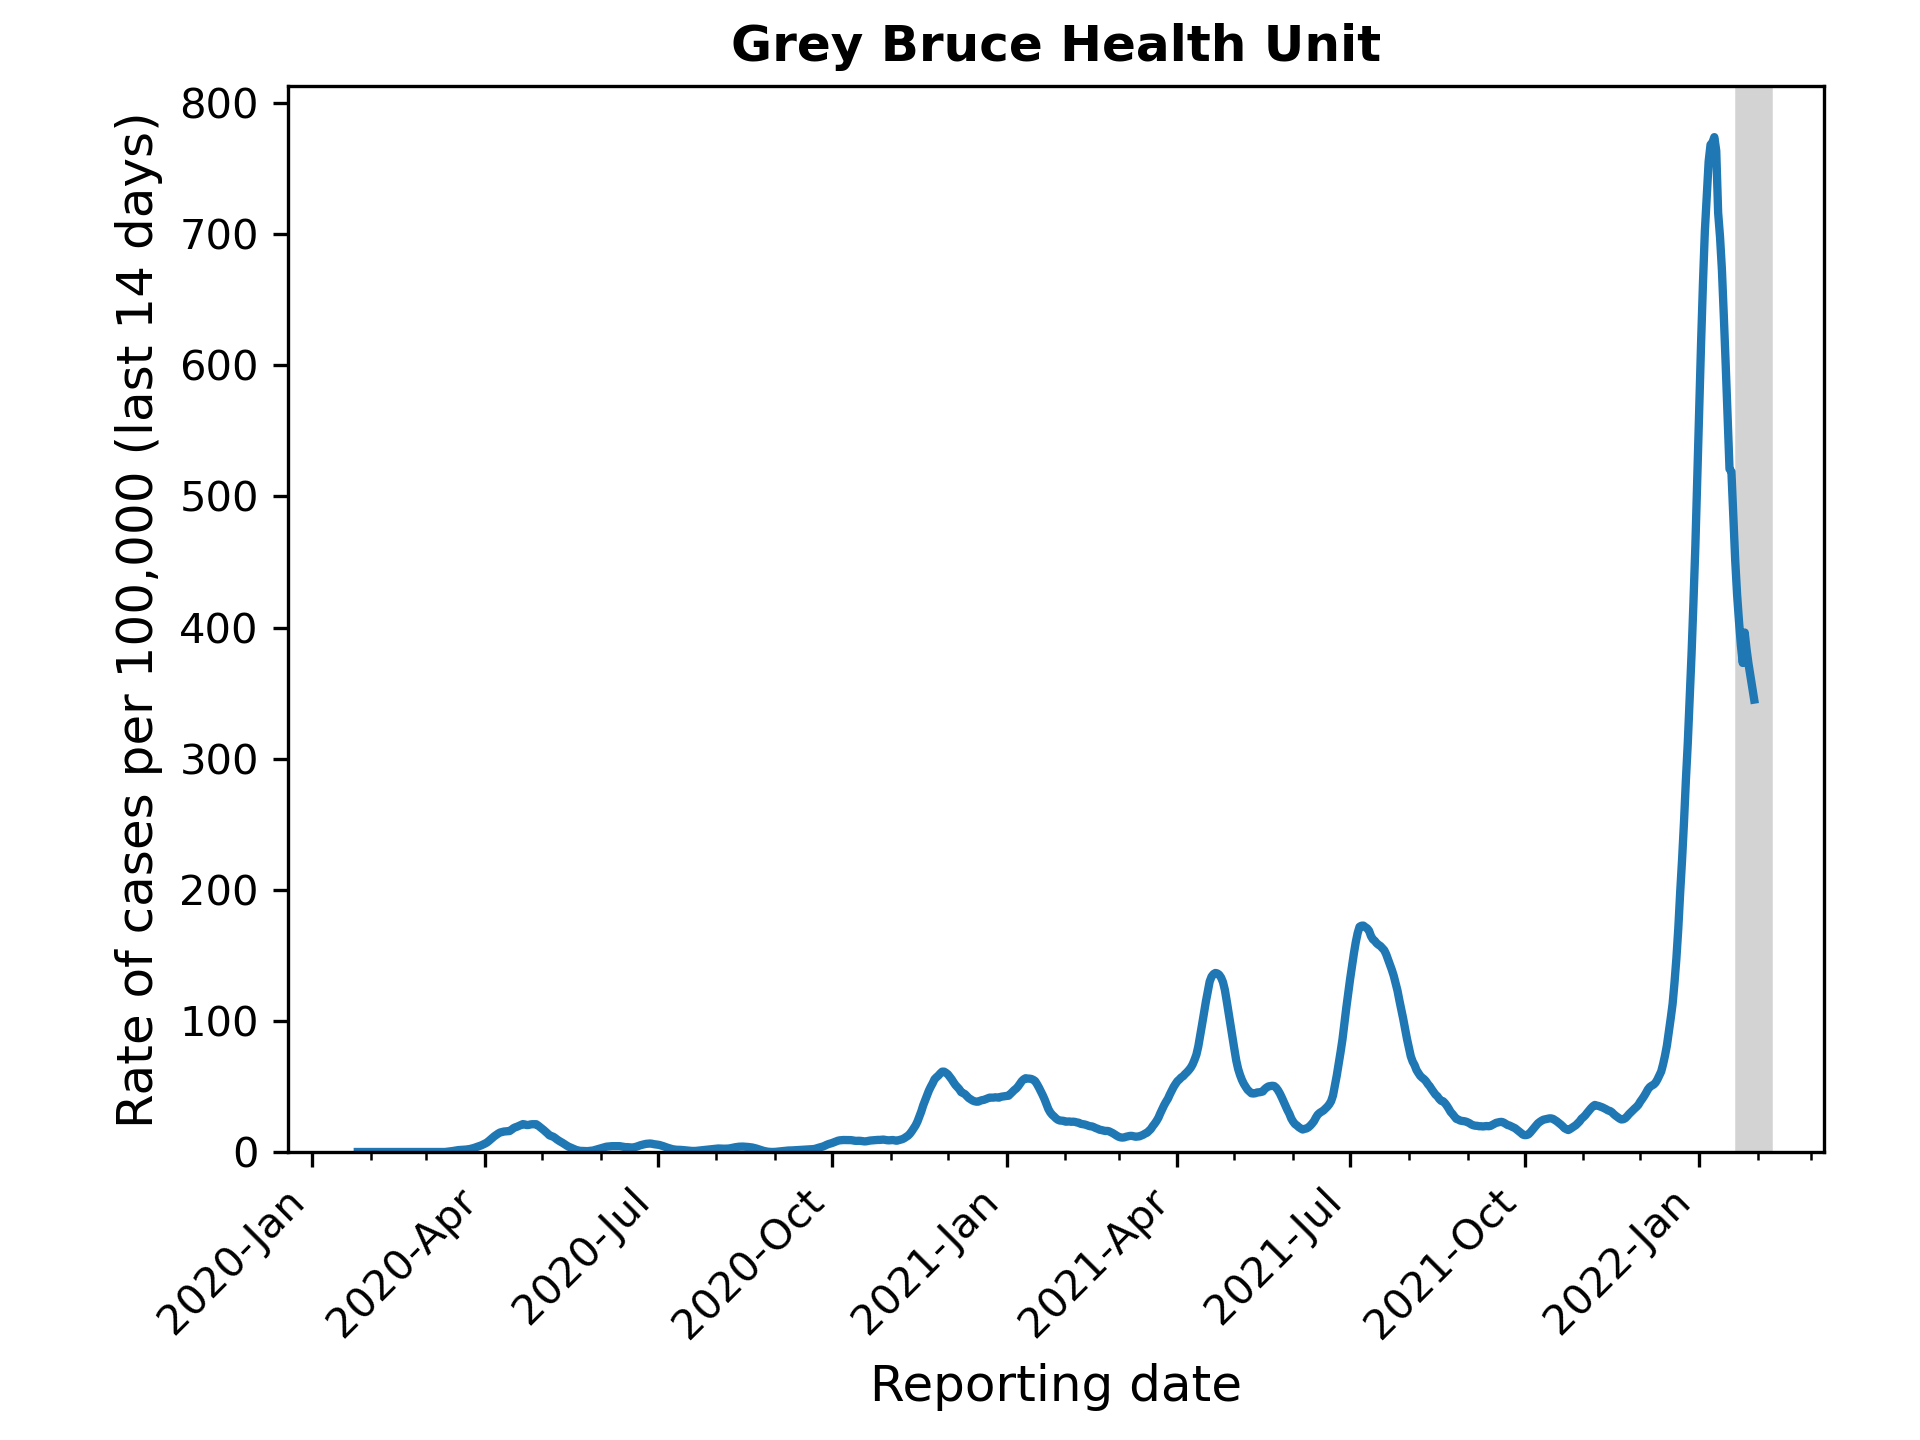 Grey Bruce Health Unit
Rate of cases per 100,000 (last 14 days)
800
700
600
500
400
300
200
100
0
2020-Jan
2020-Apr
2020-Jul
2020-Oct
2021-Jan
2021-Apr
2021-Jul
2021-Oct
2022-Jan
Reporting date